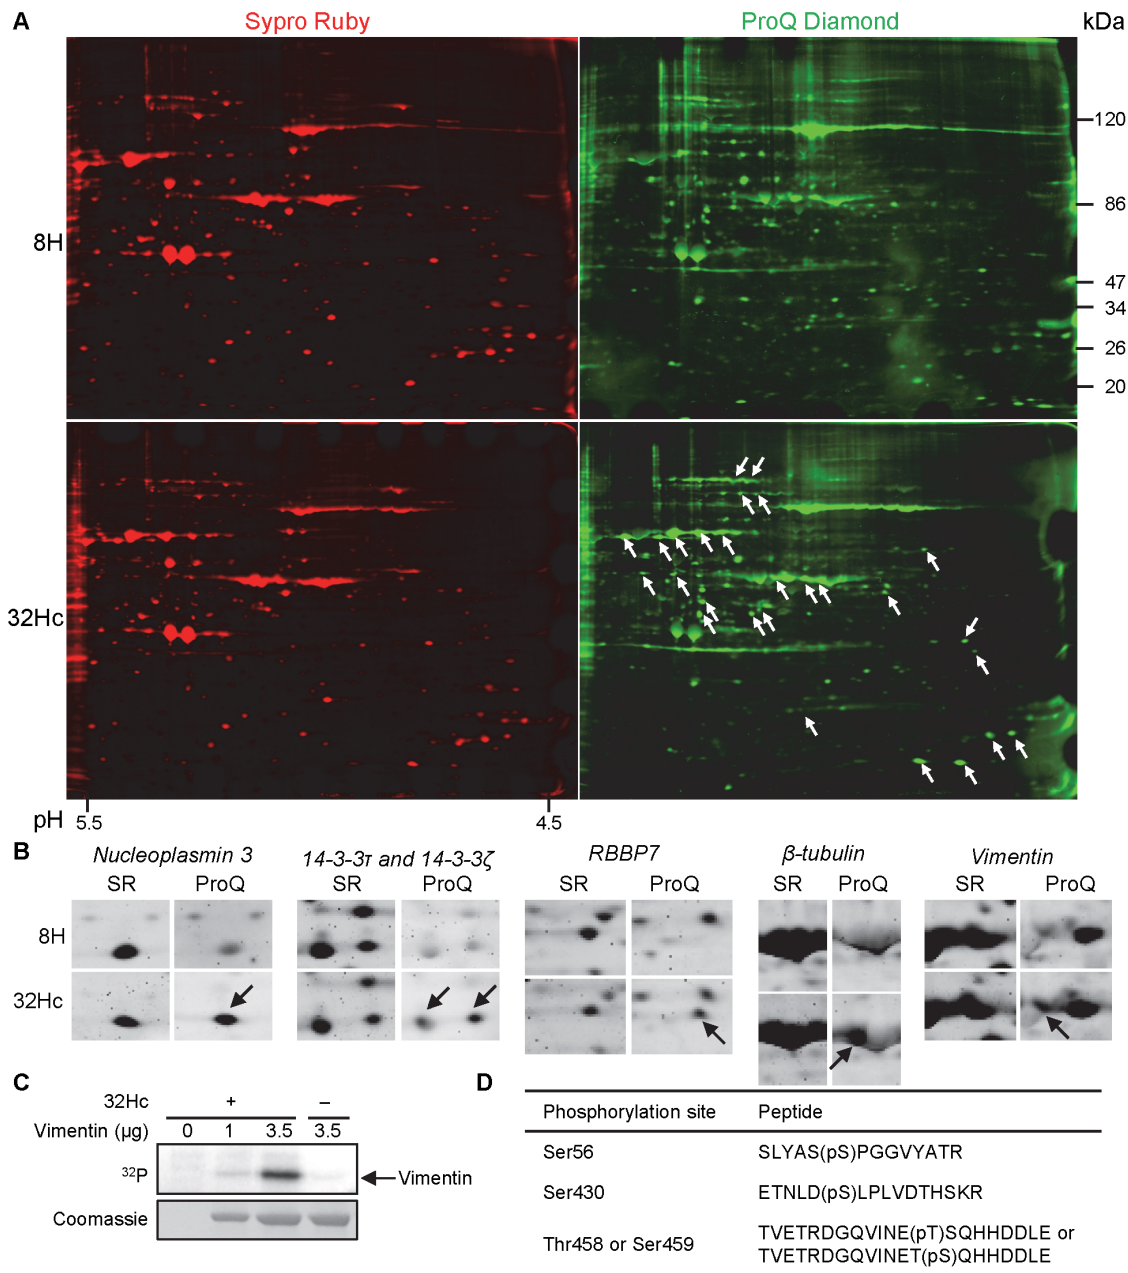 A
Sypro Ruby
ProQ Diamond
kDa
120
8H
86
47
34
26
20
32Hc
pH
5.5
4.5
B
Nucleoplasmin 3
14-3-3τ and 14-3-3ζ
RBBP7
β-tubulin
Vimentin
SR ProQ
SR ProQ
SR ProQ
SR ProQ
SR ProQ
8H
32Hc
C
32Hc + –
Vimentin (μg) 0 1 3.5 3.5
³²P
Vimentin
Coomassie
D
Phosphorylation site Peptide
Ser56 SLYAS(pS)PGGVYATR
Ser430 ETNLD(pS)LPLVDTHSKR
Thr458 or Ser459 TVETRDGQVINE(pT)SQHHDDLE or
TVETRDGQVINET(pS)QHHDDLE